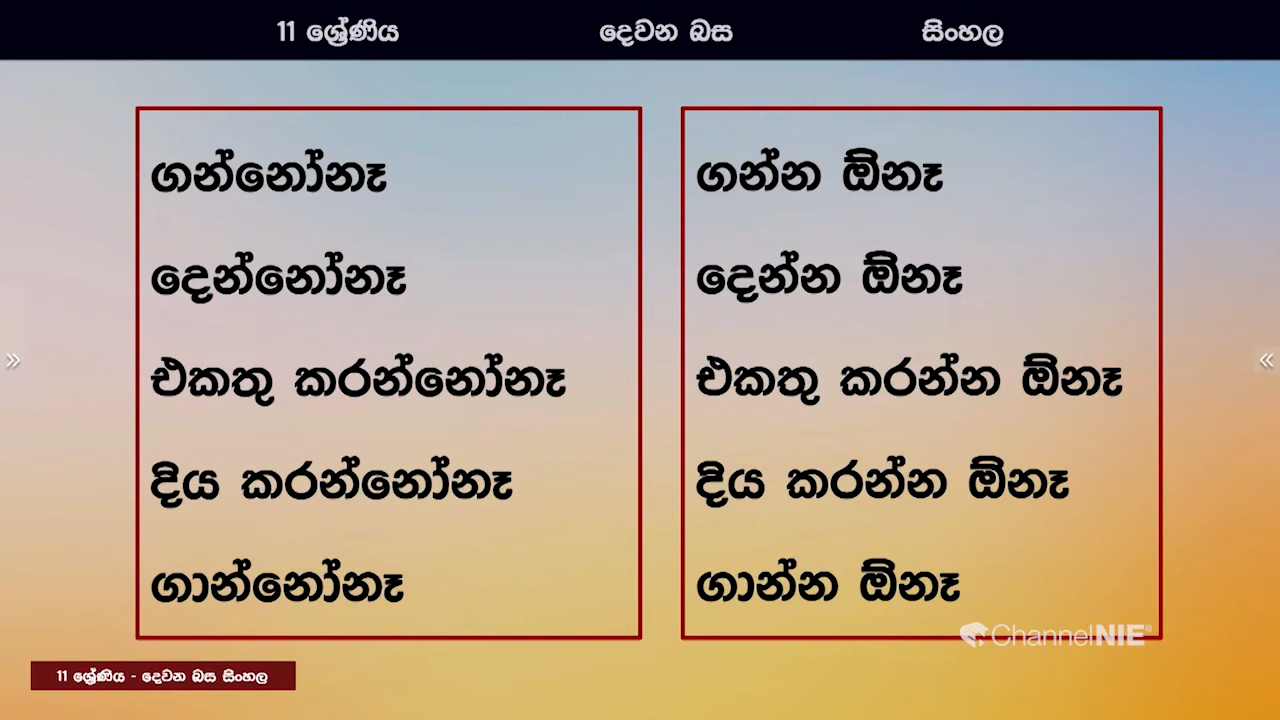 11 ශ්‍රේණිය දෙවන බස සිංහල
ගන්නෝනෑ
දෙන්නෝනෑ
එකතු කරන්නෝනෑ
දිය කරන්නෝනෑ
ගාන්නෝනෑ
ගන්න ඕනෑ
දෙන්න ඕනෑ
එකතු කරන්න ඕනෑ
දිය කරන්න ඕනෑ
ගාන්න ඕනෑ
ChannelNIE
11 ශ්‍රේණිය - දෙවන බස සිංහල